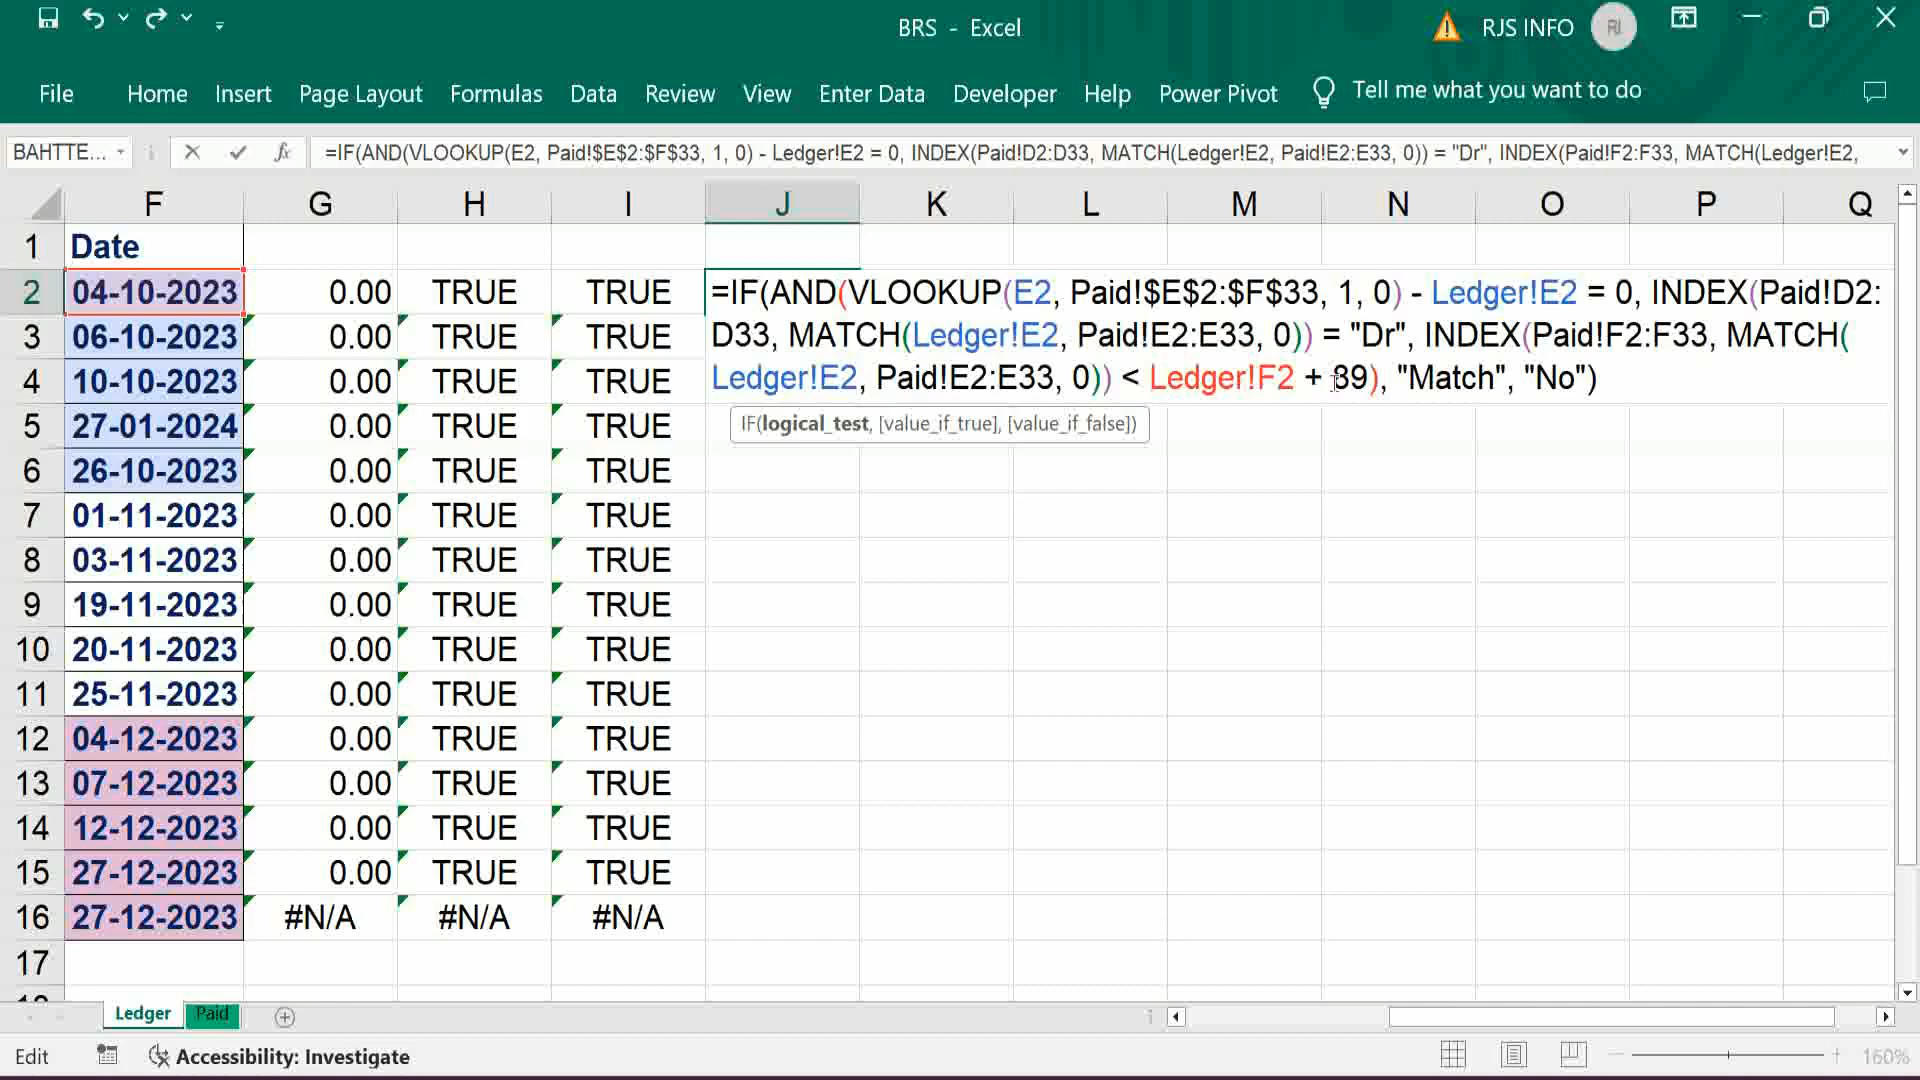 BRS - Excel
RJS INFO
RI
File Home Insert Page Layout Formulas Data Review View Enter Data Developer Help Power Pivot Tell me what you want to do
BAHTTE... fx =IF(AND(VLOOKUP(E2, Paid!$E$2:$F$33, 1, 0) - Ledger!E2 = 0, INDEX(Paid!D2:D33, MATCH(Ledger!E2, Paid!E2:E33, 0)) = "Dr", INDEX(Paid!F2:F33, MATCH(Ledger!E2,
F G H I J K L M N O P Q
1 Date
2 04-10-2023 0.00 TRUE TRUE =IF(AND(VLOOKUP(E2, Paid!$E$2:$F$33, 1, 0) - Ledger!E2 = 0, INDEX(Paid!D2:
3 06-10-2023 0.00 TRUE TRUE D33, MATCH(Ledger!E2, Paid!E2:E33, 0)) = "Dr", INDEX(Paid!F2:F33, MATCH(
4 10-10-2023 0.00 TRUE TRUE Ledger!E2, Paid!E2:E33, 0)) < Ledger!F2 + 89), "Match", "No")
5 27-01-2024 0.00 TRUE TRUE IF(logical_test, [value_if_true], [value_if_false])
6 26-10-2023 0.00 TRUE TRUE
7 01-11-2023 0.00 TRUE TRUE
8 03-11-2023 0.00 TRUE TRUE
9 19-11-2023 0.00 TRUE TRUE
10 20-11-2023 0.00 TRUE TRUE
11 25-11-2023 0.00 TRUE TRUE
12 04-12-2023 0.00 TRUE TRUE
13 07-12-2023 0.00 TRUE TRUE
14 12-12-2023 0.00 TRUE TRUE
15 27-12-2023 0.00 TRUE TRUE
16 27-12-2023 #N/A #N/A #N/A
17
Ledger Paid
Edit Accessibility: Investigate 160%